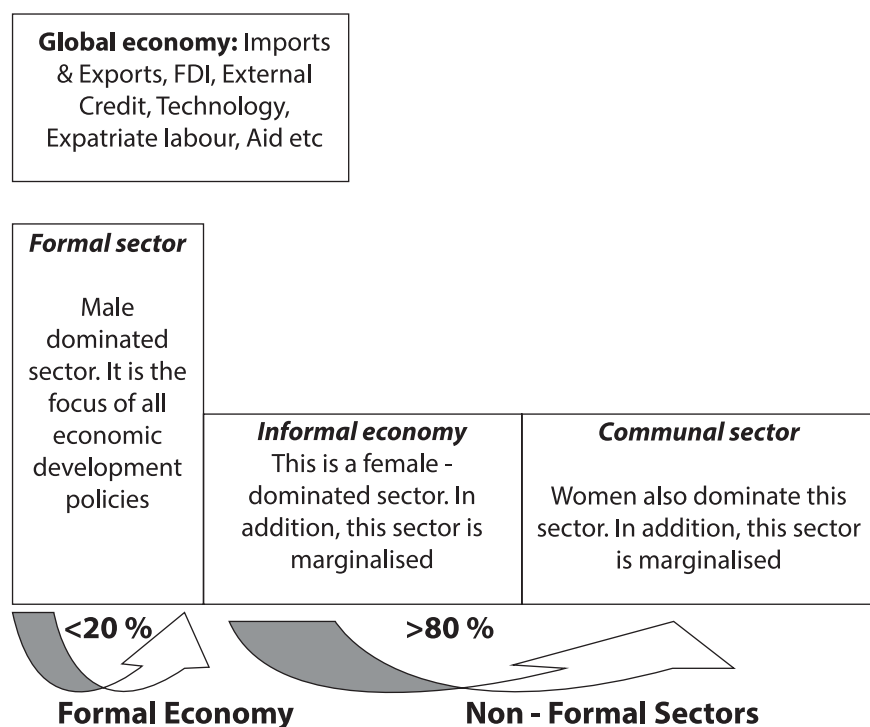 Global economy: Imports
& Exports, FDI, External
Credit, Technology,
Expatriate labour, Aid etc
Formal sector
Male
dominated
sector. It is the
focus of all
economic
development
policies
Informal economy
This is a female -
dominated sector. In
addition, this sector is
marginalised
Communal sector
Women also dominate this
sector. In addition, this sector
is marginalised
<20 %
>80 %
Formal Economy
Non - Formal Sectors